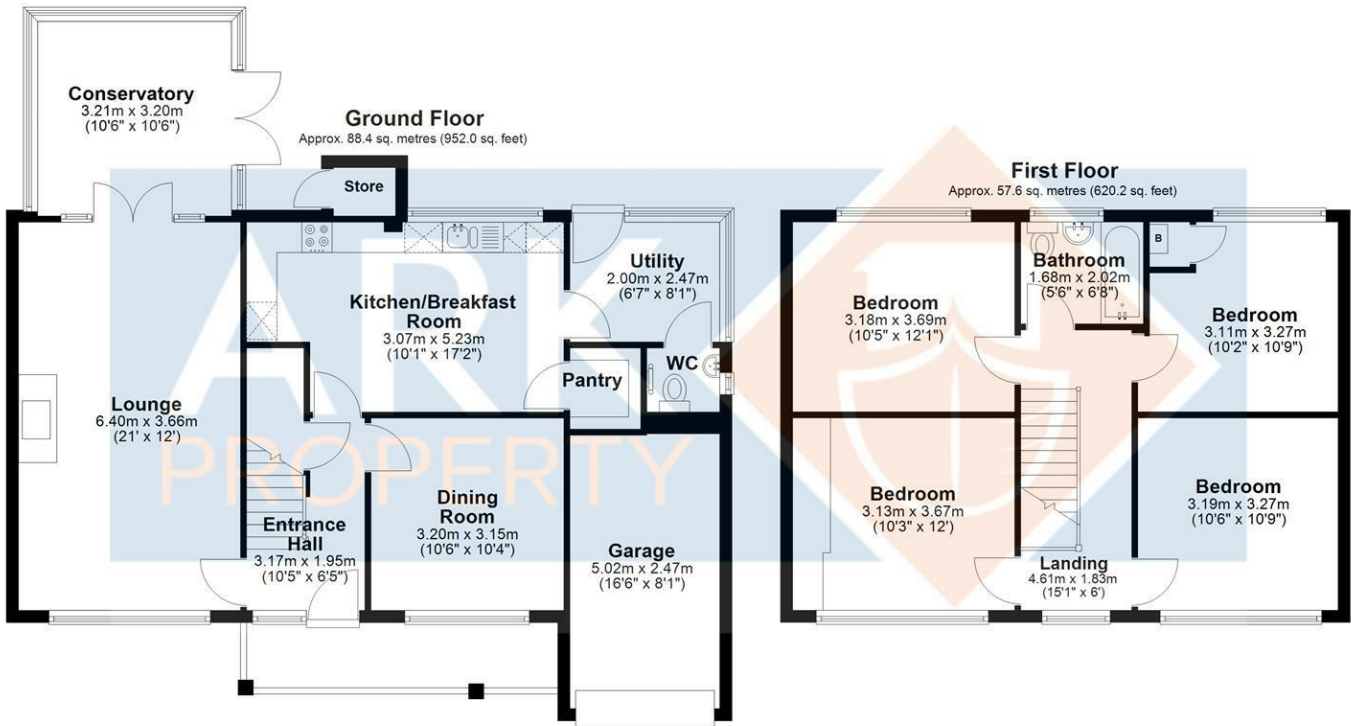 Ground Floor
Approx. 88.4 sq. metres (952.0 sq. feet)
Conservatory
3.21m x 3.20m
(10'6" x 10'6")
Store
Utility
2.00m x 2.47m
(6'7" x 8'1")
Kitchen/Breakfast
Room
3.07m x 5.23m
(10'1" x 17'2")
Pantry
WC
Lounge
6.40m x 3.66m
(21' x 12')
Dining
Room
3.20m x 3.15m
(10'6" x 10'4")
Entrance
Hall
3.17m x 1.95m
(10'5" x 6'5")
Garage
5.02m x 2.47m
(16'6" x 8'1")
First Floor
Approx. 57.6 sq. metres (620.2 sq. feet)
Bedroom
3.18m x 3.69m
(10'5" x 12'1")
Bathroom
1.68m x 2.02m
(5'6" x 6'8")
B
Bedroom
3.11m x 3.27m
(10'2" x 10'9")
Bedroom
3.13m x 3.67m
(10'3" x 12')
Bedroom
3.19m x 3.27m
(10'6" x 10'9")
Landing
4.61m x 1.83m
(15'1" x 6')
ARK
PROPERTY